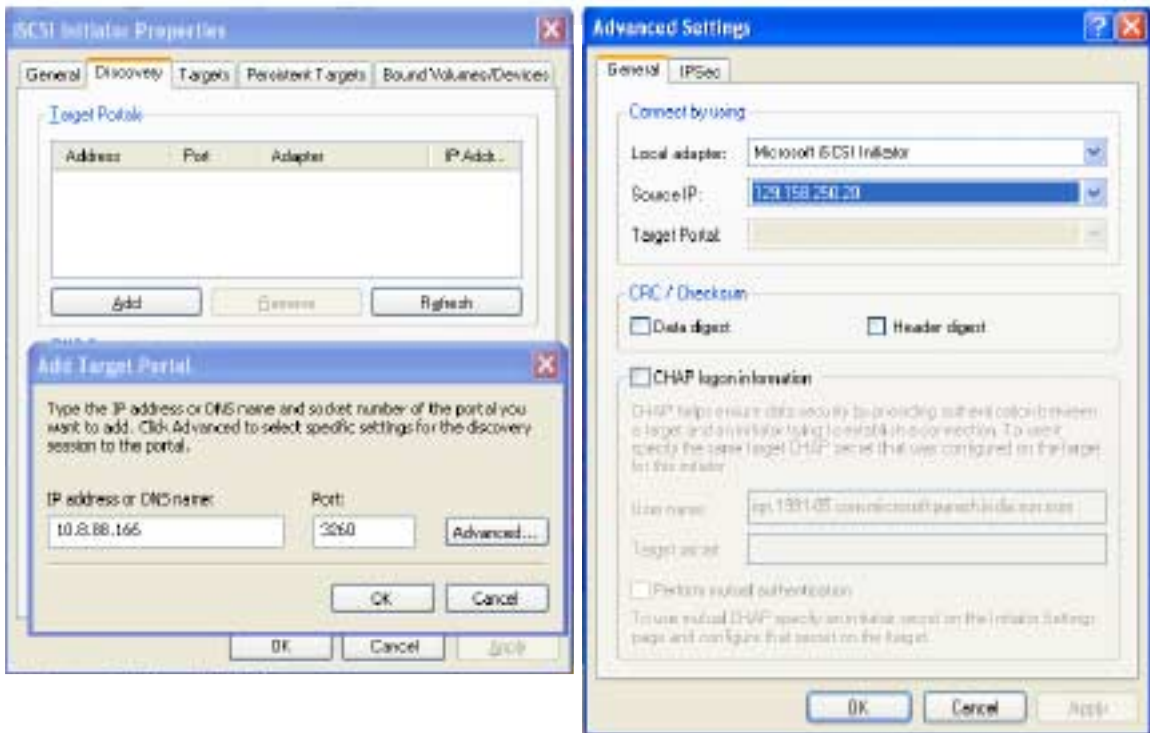 iSCSI Initiator Properties
General Discovery Targets Persistent Targets Bound Volumes/Devices
Target Portals
Address Port Adapter IP Addr...
Add Remove Refresh
Add Target Portal
Type the IP address or DNS name and socket number of the portal you
want to add. Click Advanced to select specific settings for the discovery
session to the portal.
IP address or DNS name: Port:
10.8.88.166 3260 Advanced...
OK Cancel
OK Cancel Apply
Advanced Settings
General IPSec
Connect by using
Local adapter: Microsoft iSCSI Initiator
Source IP: 129.158.250.20
Target Portal:
CRC / Checksum
Data digest Header digest
CHAP logon information
CHAP helps ensure data security by providing authentication between
a target and an initiator trying to establish a connection. To use it
specify the same target CHAP secret that was configured on the target
for this initiator.
User name:
Target secret:
Perform mutual authentication
To use mutual CHAP specify an initiator secret on the Initiator Settings
page and configure that secret on the target.
OK Cancel Apply